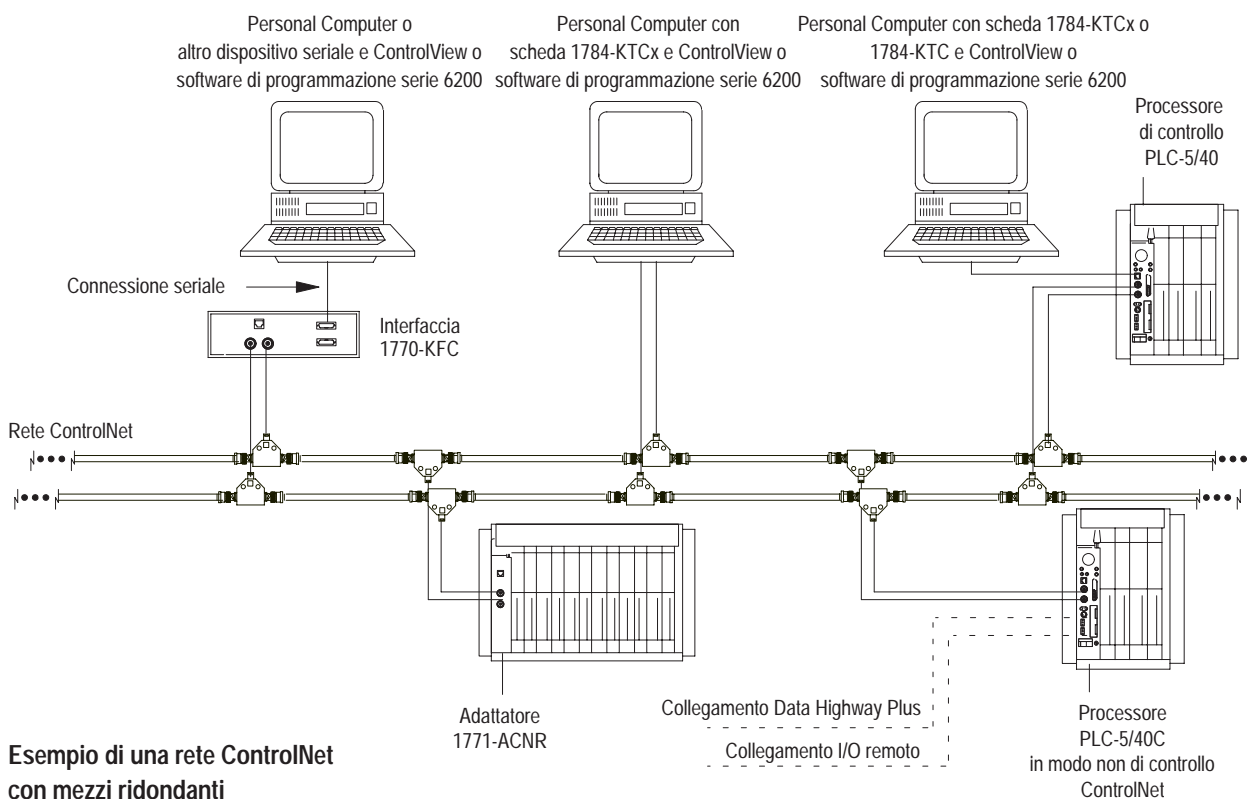 Personal Computer o
altro dispositivo seriale e ControlView o
software di programmazione serie 6200
Personal Computer con
scheda 1784-KTCx e ControlView o
software di programmazione serie 6200
Personal Computer con scheda 1784-KTCx o
1784-KTC e ControlView o
software di programmazione serie 6200
Processore
di controllo
PLC-5/40
Connessione seriale
Interfaccia
1770-KFC
Rete ControlNet
Adattatore
1771-ACNR
Collegamento Data Highway Plus
Collegamento I/O remoto
Processore
PLC-5/40C
in modo non di controllo
ControlNet
Esempio di una rete ControlNet
con mezzi ridondanti